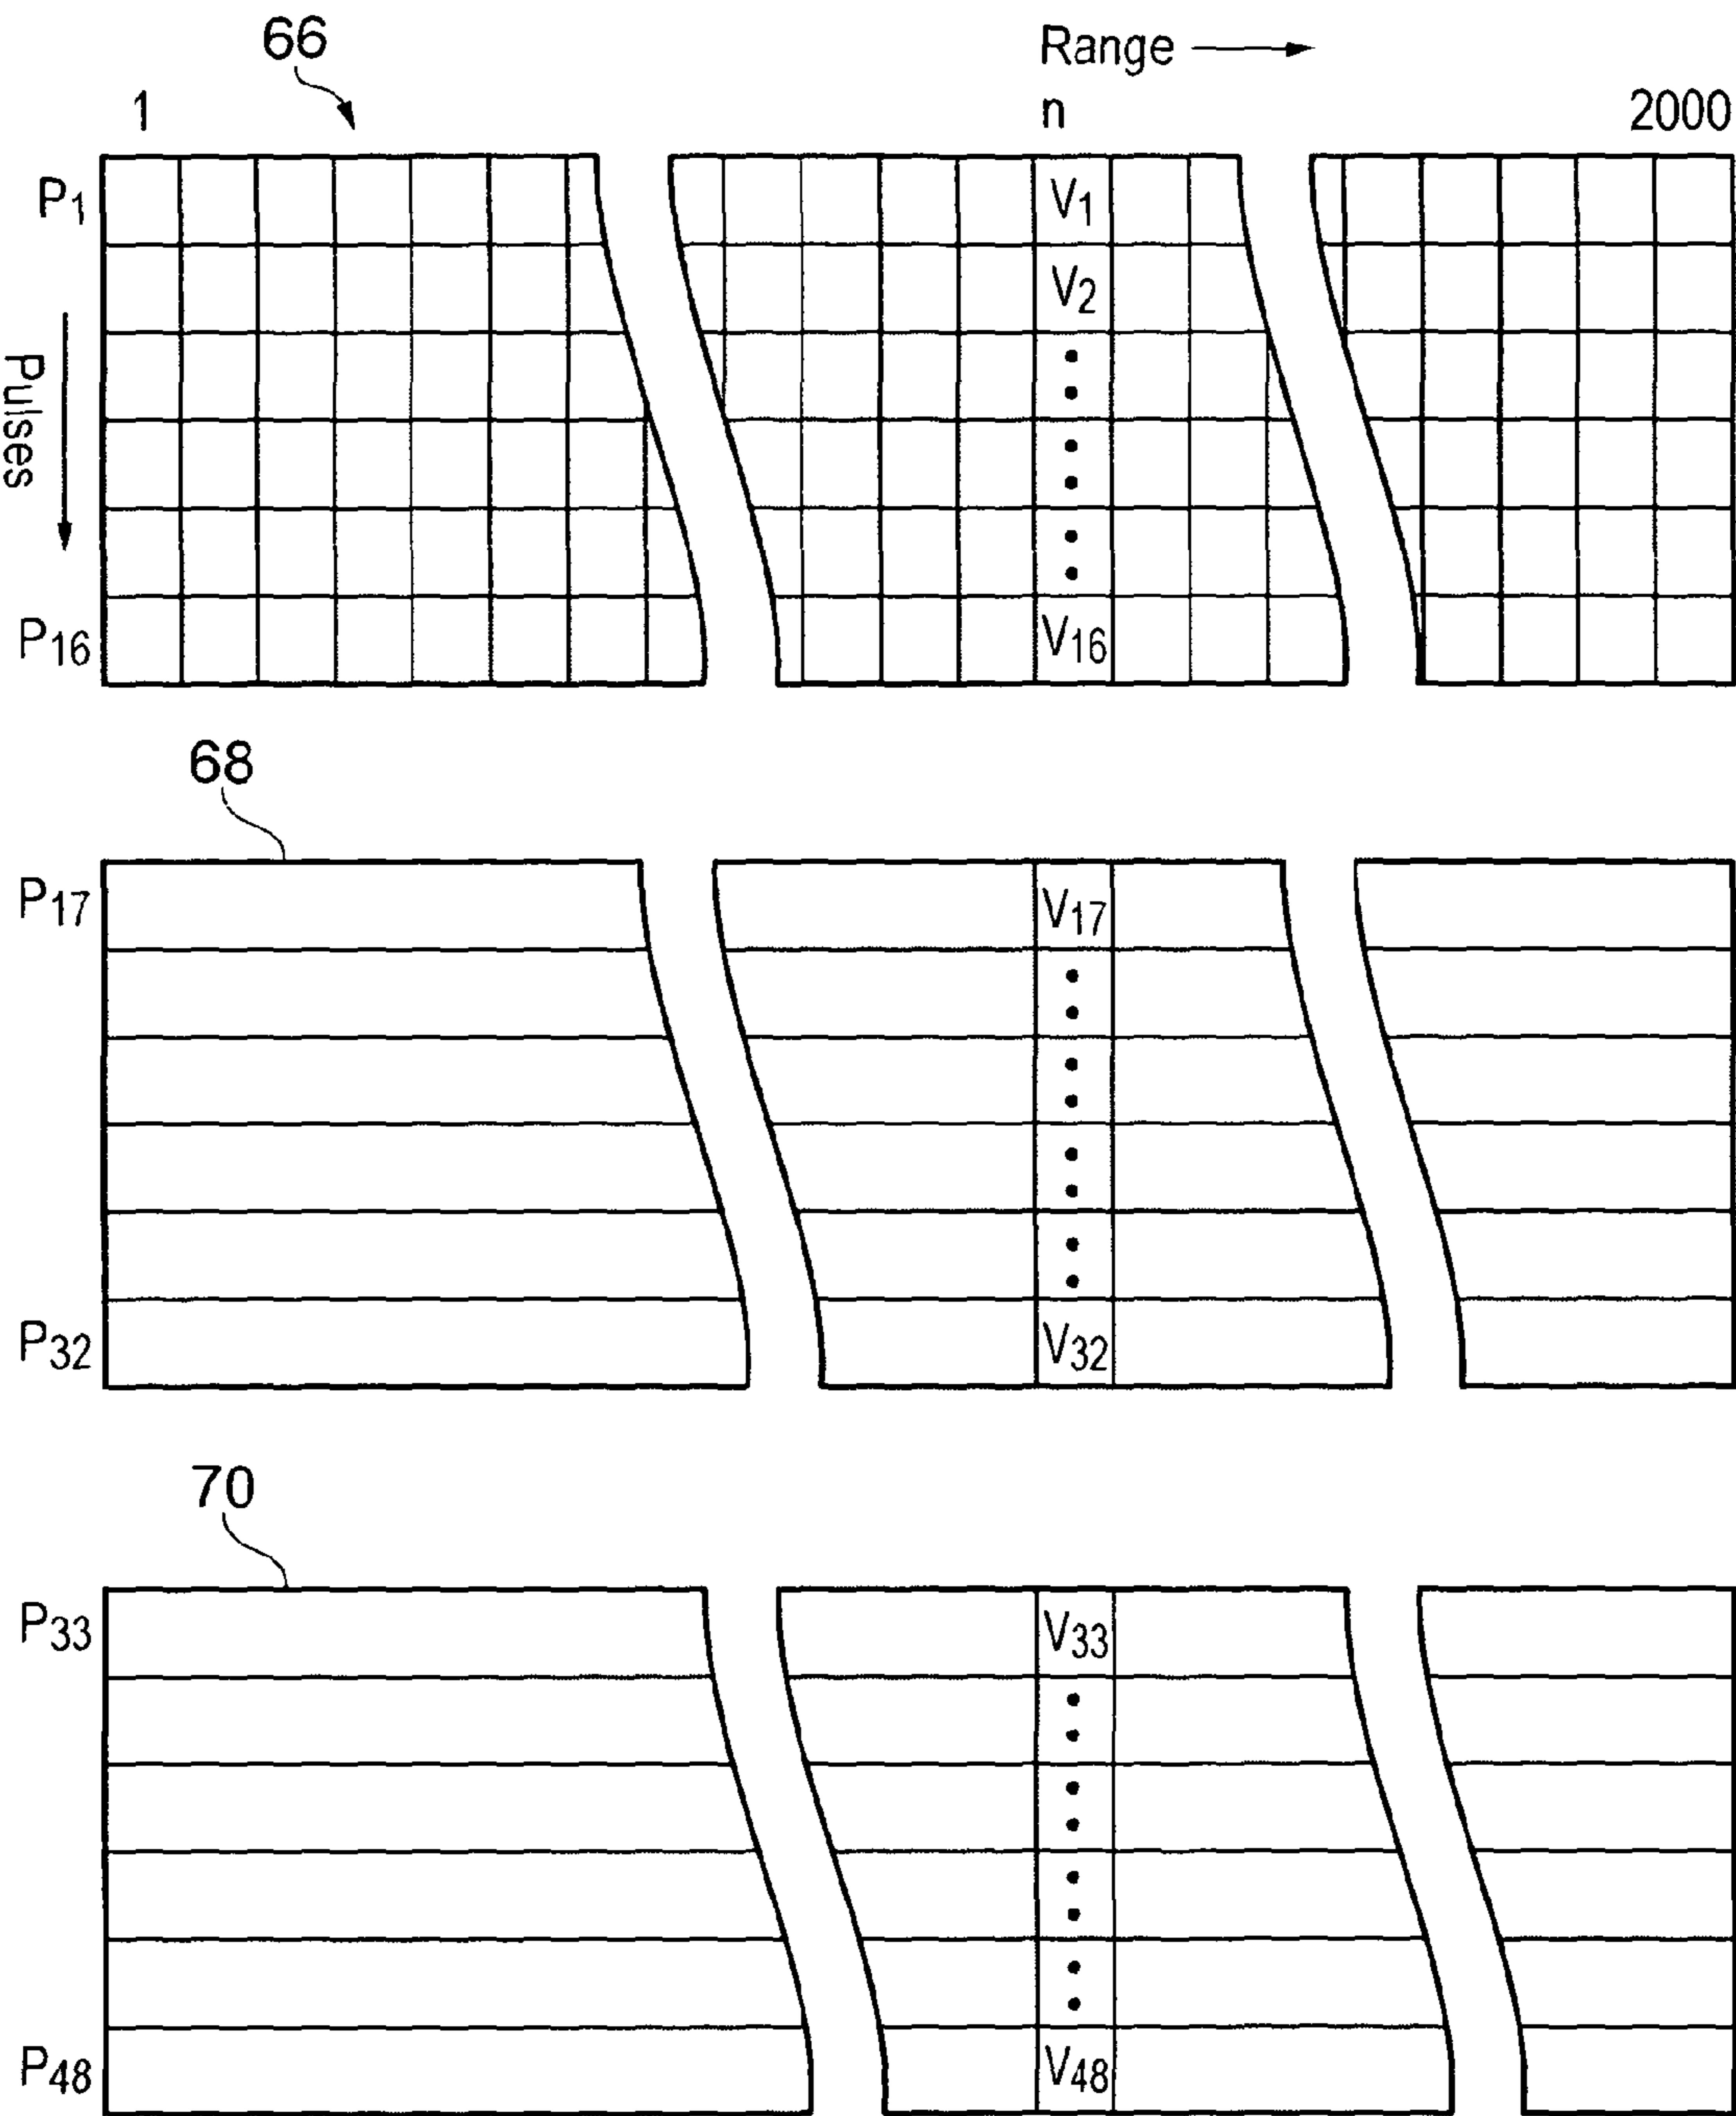 66
Range
1
n
2000
P1
V1
V2
Pulses
P16
V16
68
P17
V17
P32
V32
70
P33
V33
P48
V48